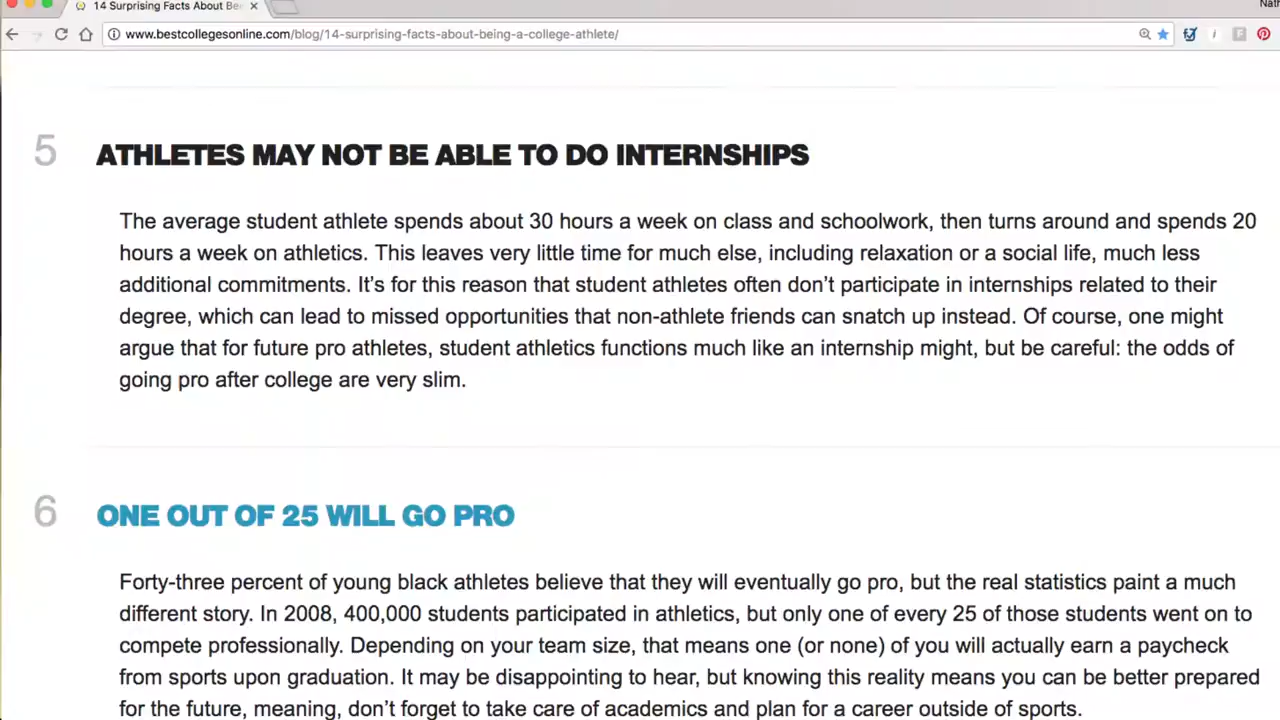 14 Surprising Facts About Be
Nath
www.bestcollegesonline.com/blog/14-surprising-facts-about-being-a-college-athlete/
5 ATHLETES MAY NOT BE ABLE TO DO INTERNSHIPS
The average student athlete spends about 30 hours a week on class and schoolwork, then turns around and spends 20
hours a week on athletics. This leaves very little time for much else, including relaxation or a social life, much less
additional commitments. It’s for this reason that student athletes often don’t participate in internships related to their
degree, which can lead to missed opportunities that non-athlete friends can snatch up instead. Of course, one might
argue that for future pro athletes, student athletics functions much like an internship might, but be careful: the odds of
going pro after college are very slim.
6 ONE OUT OF 25 WILL GO PRO
Forty-three percent of young black athletes believe that they will eventually go pro, but the real statistics paint a much
different story. In 2008, 400,000 students participated in athletics, but only one of every 25 of those students went on to
compete professionally. Depending on your team size, that means one (or none) of you will actually earn a paycheck
from sports upon graduation. It may be disappointing to hear, but knowing this reality means you can be better prepared
for the future, meaning, don’t forget to take care of academics and plan for a career outside of sports.